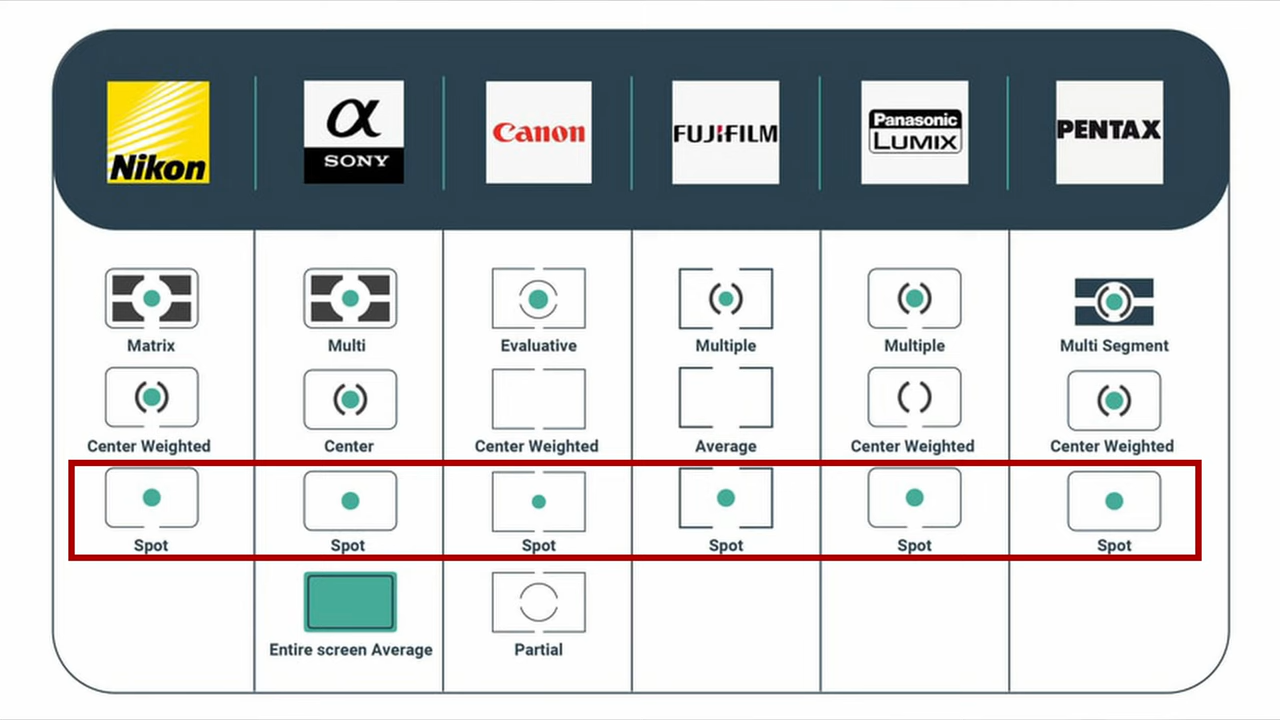 Nikon
α
SONY
Canon
FUJIFILM
Panasonic
LUMIX
PENTAX
Matrix
Multi
Evaluative
Multiple
Multiple
Multi Segment
Center Weighted
Center
Center Weighted
Average
Center Weighted
Center Weighted
Spot
Spot
Spot
Spot
Spot
Spot
Entire screen Average
Partial